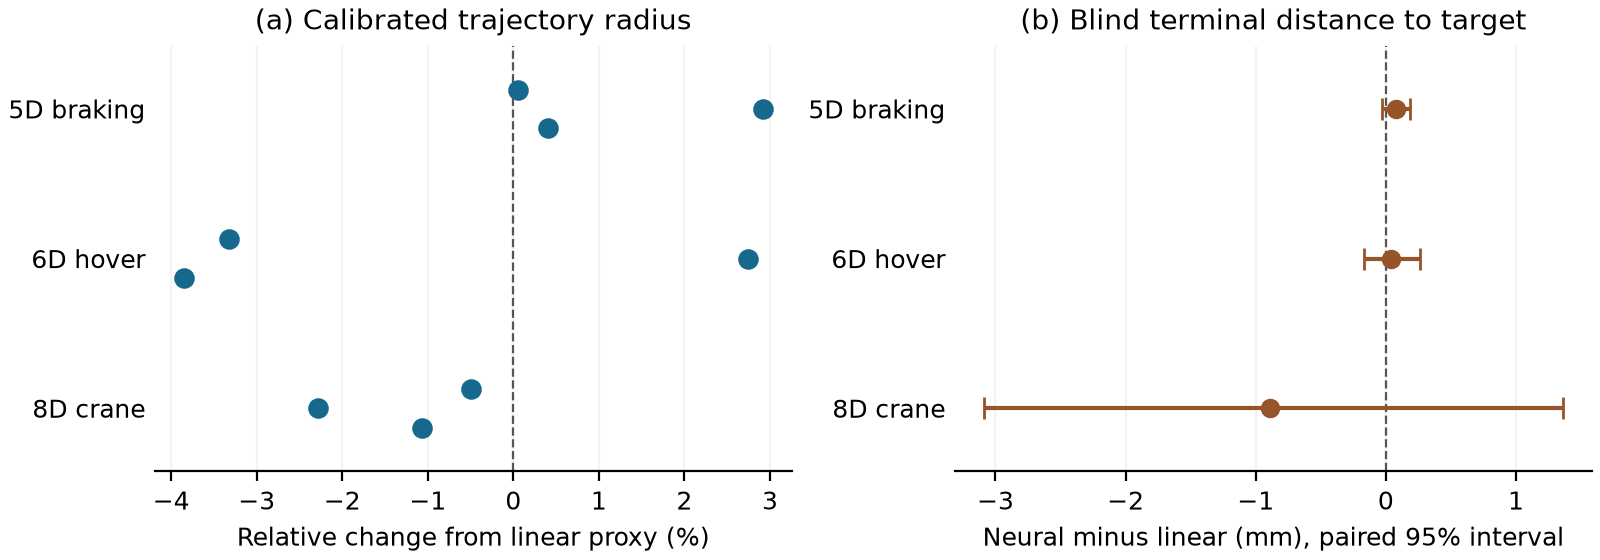 (a) Calibrated trajectory radius
5D braking
6D hover
8D crane
−4 −3 −2 −1 0 1 2 3
Relative change from linear proxy (%)
(b) Blind terminal distance to target
5D braking
6D hover
8D crane
−3 −2 −1 0 1
Neural minus linear (mm), paired 95% interval